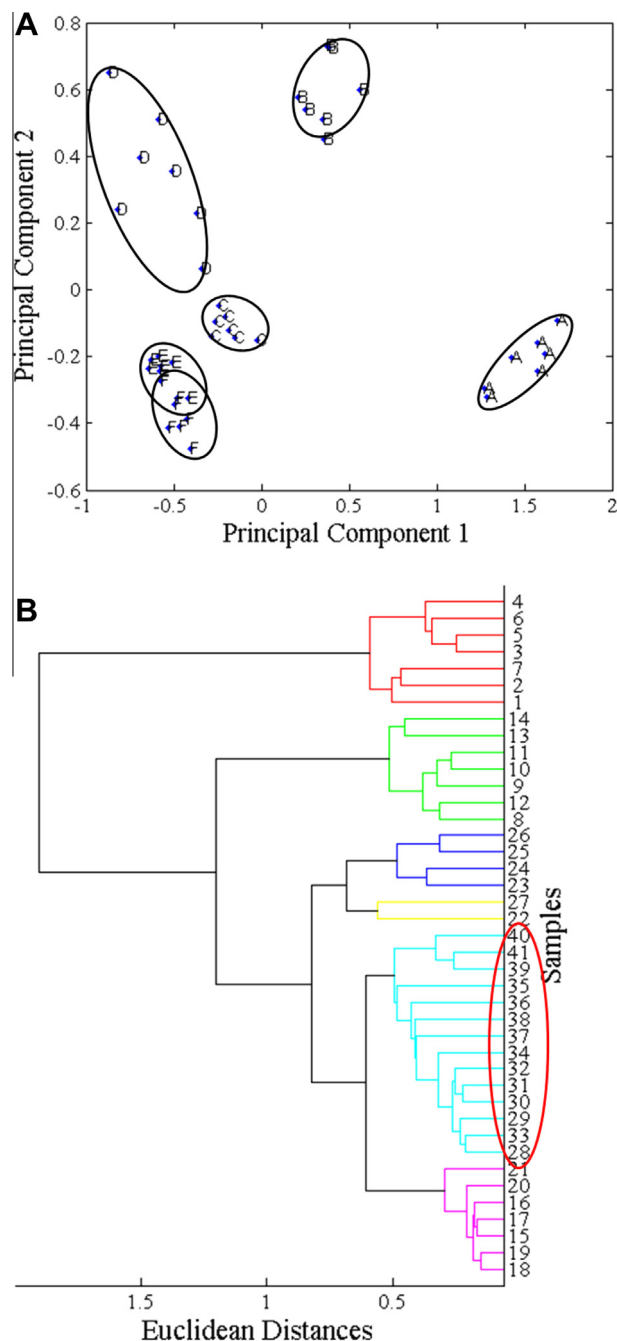 A
0.8
0.6
0.4
0.2
0
-0.2
-0.4
-0.6
Principal Component 2
D
D
D
D
D
D
D
B
B
B
B
B
B
B
C
C
C
C
C
C
C
A
A
A
A
A
A
A
E
E
E
E
E
F
F
F
F
F
F
-1 -0.5 0 0.5 1 1.5 2
Principal Component 1
B
4
6
5
3
7
2
1
14
13
11
10
9
12
8
26
25
24
23
27
22
40
41
39
35
36
38
37
34
32
31
30
29
33
28
21
20
16
17
15
19
18
Samples
1.5 1 0.5
Euclidean Distances